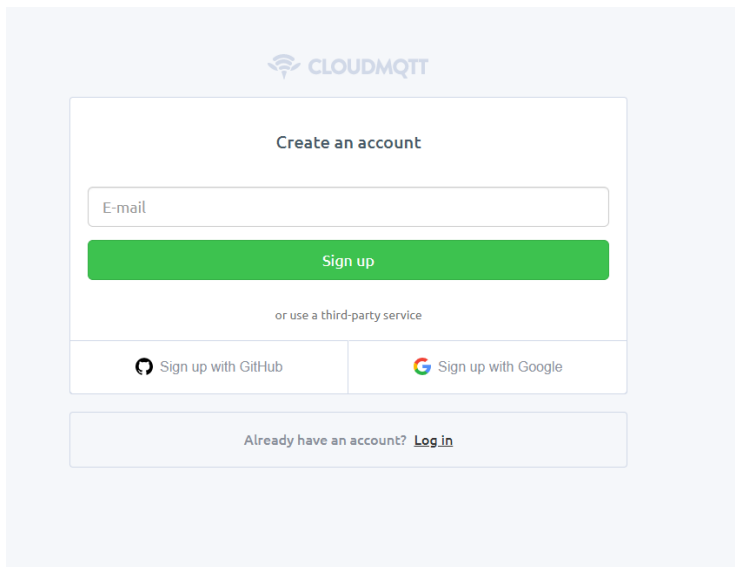 CLOUDMQTT
Create an account
E-mail
Sign up
or use a third-party service
Sign up with GitHub
Sign up with Google
Already have an account? Log in